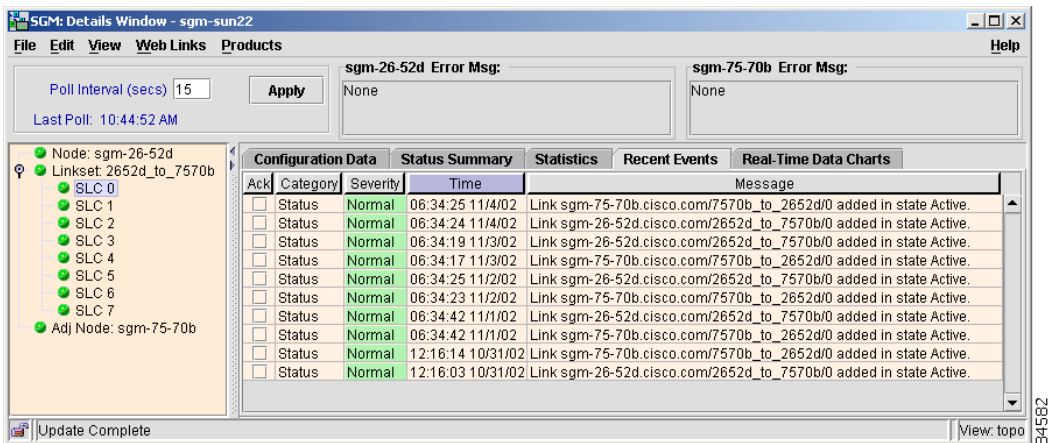 SGM: Details Window - sgm-sun22
File Edit View Web Links Products Help
Poll Interval (secs) 15 Apply
Last Poll: 10:44:52 AM
sgm-26-52d Error Msg:
None
sgm-75-70b Error Msg:
None
Node: sgm-26-52d
Linkset: 2652d_to_7570b
SLC 0
SLC 1
SLC 2
SLC 3
SLC 4
SLC 5
SLC 6
SLC 7
Adj Node: sgm-75-70b
Configuration Data Status Summary Statistics Recent Events Real-Time Data Charts
Ack Category Severity Time Message
Status Normal 06:34:25 11/4/02 Link sgm-75-70b.cisco.com/7570b_to_2652d/0 added in state Active.
Status Normal 06:34:24 11/4/02 Link sgm-26-52d.cisco.com/2652d_to_7570b/0 added in state Active.
Status Normal 06:34:19 11/3/02 Link sgm-75-70b.cisco.com/7570b_to_2652d/0 added in state Active.
Status Normal 06:34:17 11/3/02 Link sgm-26-52d.cisco.com/2652d_to_7570b/0 added in state Active.
Status Normal 06:34:25 11/2/02 Link sgm-26-52d.cisco.com/2652d_to_7570b/0 added in state Active.
Status Normal 06:34:23 11/2/02 Link sgm-75-70b.cisco.com/7570b_to_2652d/0 added in state Active.
Status Normal 06:34:42 11/1/02 Link sgm-26-52d.cisco.com/2652d_to_7570b/0 added in state Active.
Status Normal 06:34:42 11/1/02 Link sgm-75-70b.cisco.com/7570b_to_2652d/0 added in state Active.
Status Normal 12:16:14 10/31/02 Link sgm-75-70b.cisco.com/7570b_to_2652d/0 added in state Active.
Status Normal 12:16:03 10/31/02 Link sgm-26-52d.cisco.com/2652d_to_7570b/0 added in state Active.
Update Complete
View: topo
84582